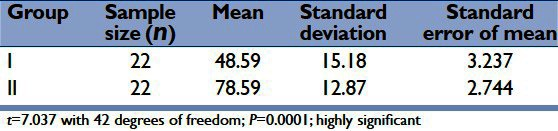 Group Sample size (n) Mean Standard deviation Standard error of mean
I 22 48.59 15.18 3.237
II 22 78.59 12.87 2.744
t=7.037 with 42 degrees of freedom; P=0.0001; highly significant